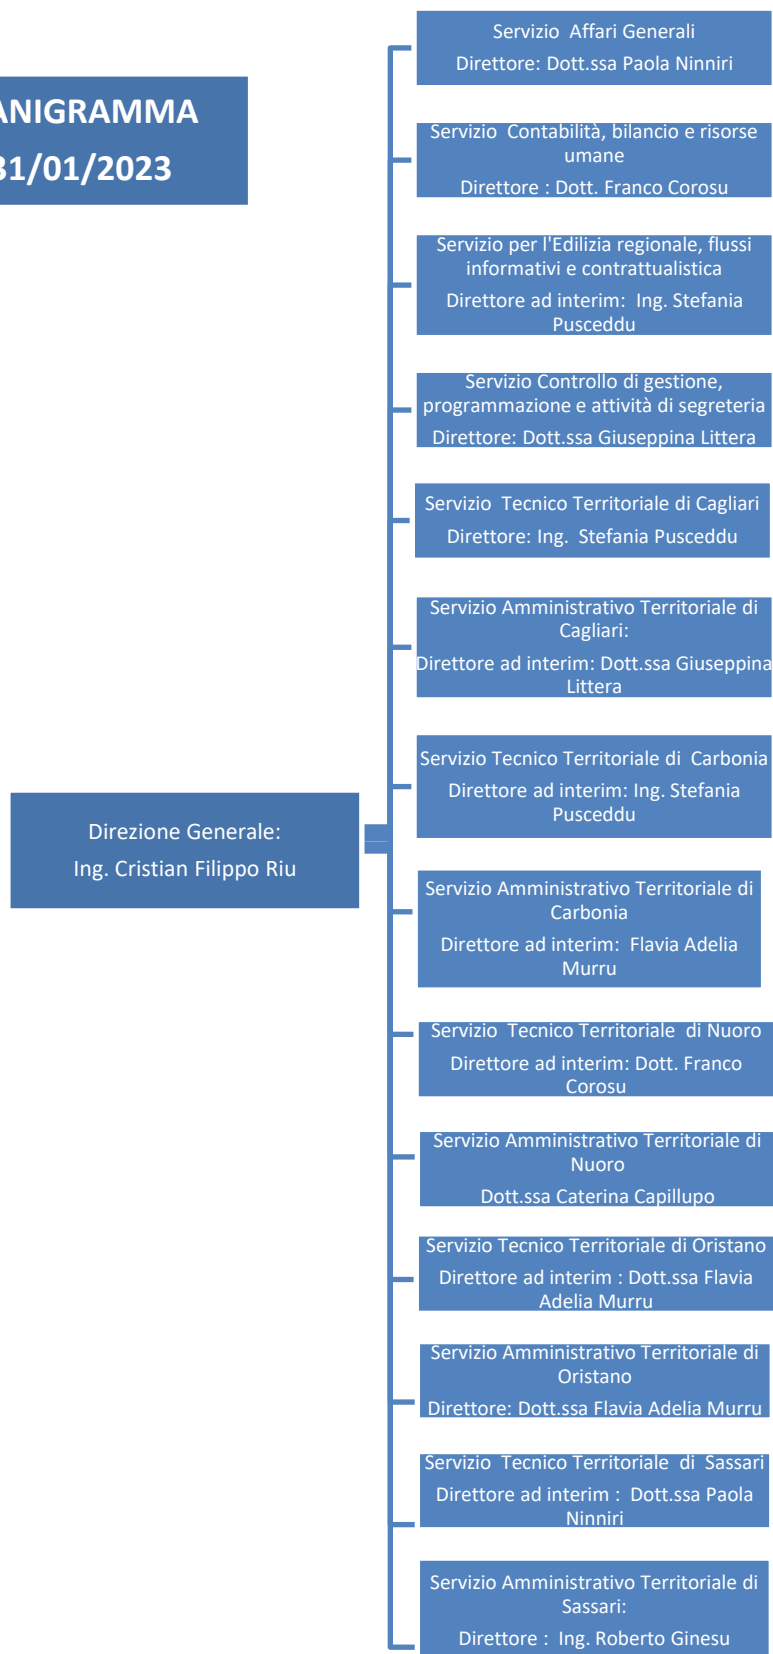 ANIGRAMMA
31/01/2023
Servizio Affari Generali
Direttore: Dott.ssa Paola Ninniri
Servizio Contabilità, bilancio e risorse
umane
Direttore : Dott. Franco Corosu
Servizio per l'Edilizia regionale, flussi
informativi e contrattualistica
Direttore ad interim: Ing. Stefania
Pusceddu
Servizio Controllo di gestione,
programmazione e attività di segreteria
Direttore: Dott.ssa Giuseppina Littera
Servizio Tecnico Territoriale di Cagliari
Direttore: Ing. Stefania Pusceddu
Servizio Amministrativo Territoriale di
Cagliari:
Direttore ad interim: Dott.ssa Giuseppina
Littera
Servizio Tecnico Territoriale di Carbonia
Direttore ad interim: Ing. Stefania
Pusceddu
Direzione Generale:
Ing. Cristian Filippo Riu
Servizio Amministrativo Territoriale di
Carbonia
Direttore ad interim: Flavia Adelia
Murru
Servizio Tecnico Territoriale di Nuoro
Direttore ad interim: Dott. Franco
Corosu
Servizio Amministrativo Territoriale di
Nuoro
Dott.ssa Caterina Capillupo
Servizio Tecnico Territoriale di Oristano
Direttore ad interim : Dott.ssa Flavia
Adelia Murru
Servizio Amministrativo Territoriale di
Oristano
Direttore: Dott.ssa Flavia Adelia Murru
Servizio Tecnico Territoriale di Sassari
Direttore ad interim : Dott.ssa Paola
Ninniri
Servizio Amministrativo Territoriale di
Sassari:
Direttore : Ing. Roberto Ginesu